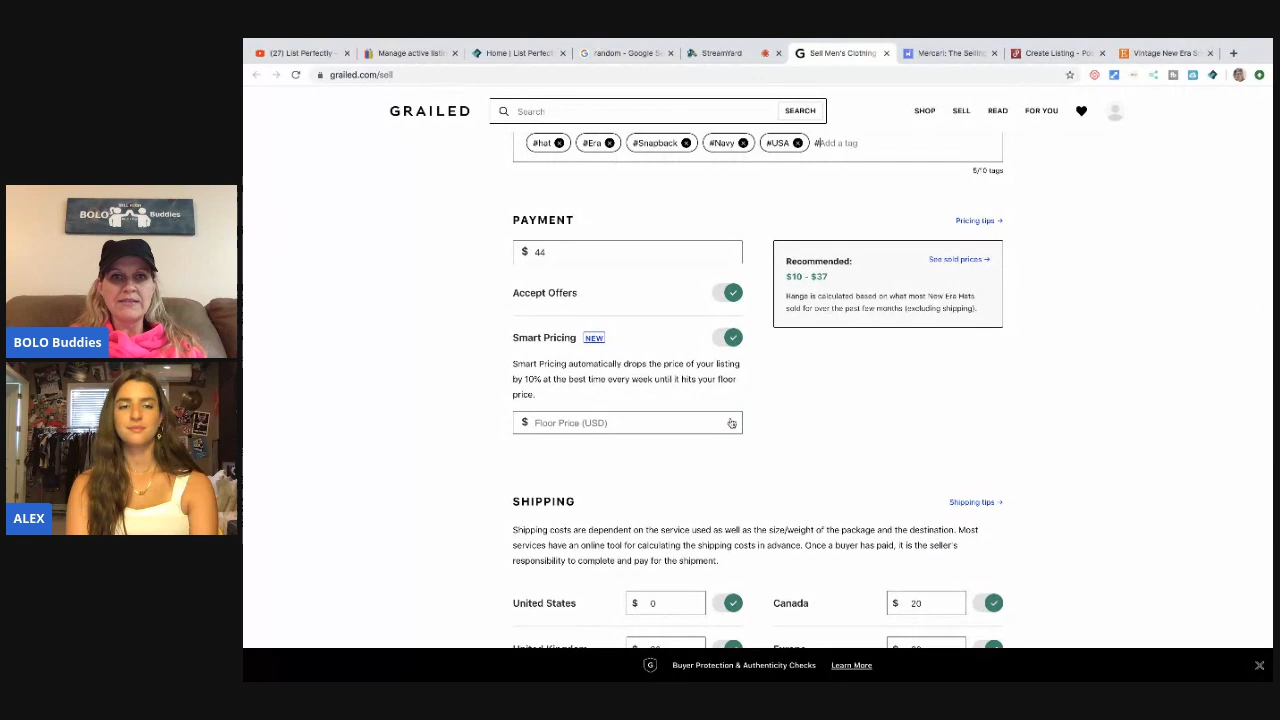 (27) List Perfectly
Manage active listi
Home | List Perfect
random - Google S
StreamYard
Sell Men's Clothing
Mercari: The Selling
Create Listing - Po
Vintage New Era S
grailed.com/sell
GRAILED
Search
SEARCH
SHOP
SELL
READ
FOR YOU
#hat
#Era
#Snapback
#Navy
#USA
#Add a tag
5/10 tags
PAYMENT
Pricing tips →
$ 44
Recommended:
See sold prices →
$10 - $37
Range is calculated based on what most New Era Hats
sold for over the past few months (excluding shipping).
Accept Offers
Smart Pricing NEW
Smart Pricing automatically drops the price of your listing
by 10% at the best time every week until it hits your floor
price.
$ Floor Price (USD)
SHIPPING
Shipping tips →
Shipping costs are dependent on the service used as well as the size/weight of the package and the destination. Most
services have an online tool for calculating the shipping costs in advance. Once a buyer has paid, it is the seller's
responsibility to complete and pay for the shipment.
United States $ 0
Canada $ 20
United Kingdom
Europe
Buyer Protection & Authenticity Checks Learn More
BOLO Buddies
BOLO Buddies
ALEX